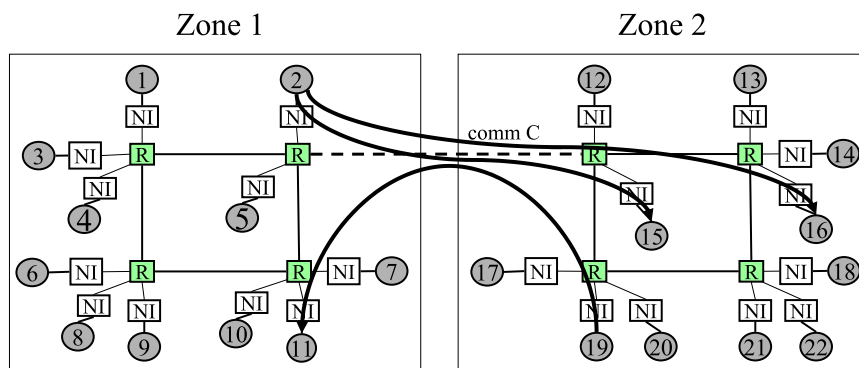 Zone 1 Zone 2
1 2 12 13
NI NI NI NI
comm C
3 NI R R R R NI 14
NI NI NI NI
4 5 15 16
6 NI R R NI 7 17 NI R R NI 18
NI NI NI NI NI NI NI NI
8 9 10 11 19 20 21 22